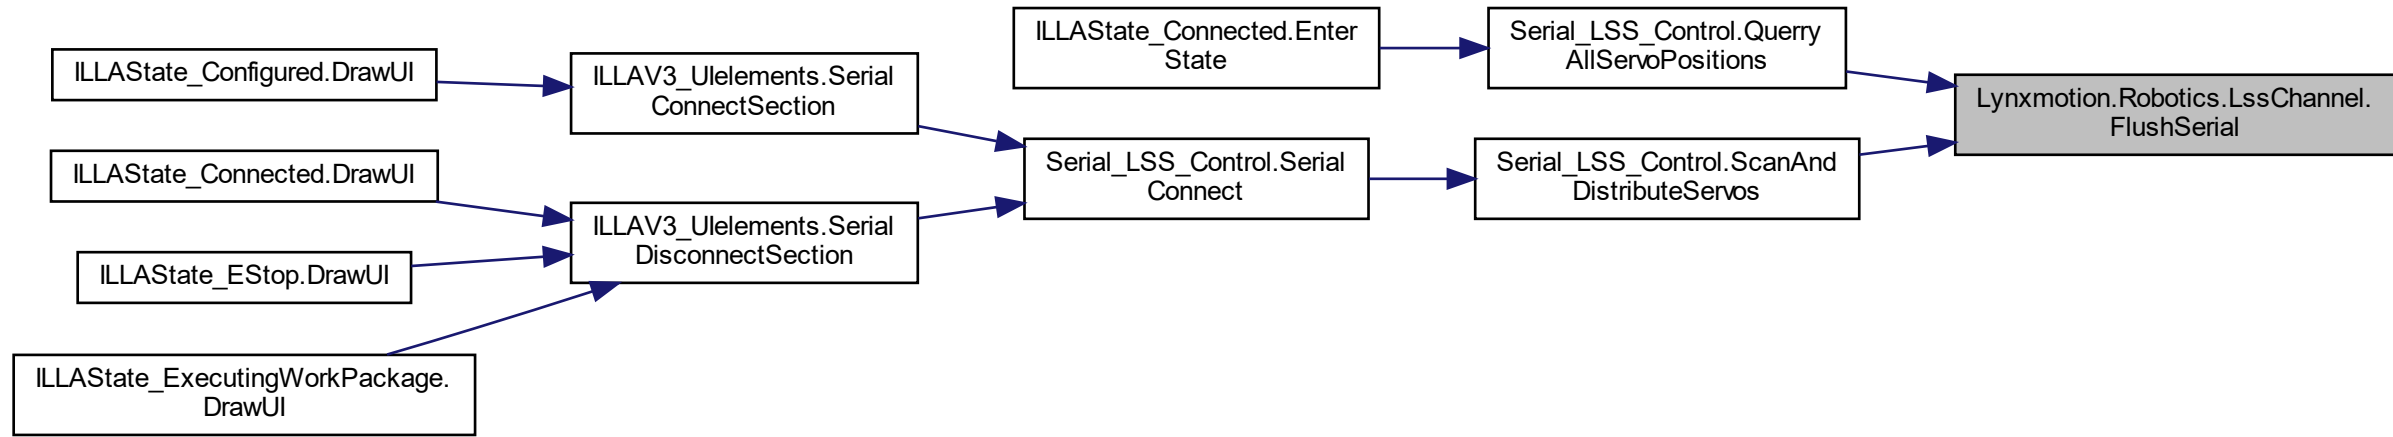 ILLAState_Configured.DrawUI
ILLAState_Connected.DrawUI
ILLAState_EStop.DrawUI
ILLAState_ExecutingWorkPackage.
DrawUI
ILLAV3_UIelements.Serial
ConnectSection
ILLAV3_UIelements.Serial
DisconnectSection
ILLAState_Connected.Enter
State
Serial_LSS_Control.Serial
Connect
Serial_LSS_Control.Querry
AllServoPositions
Serial_LSS_Control.ScanAnd
DistributeServos
Lynxmotion.Robotics.LssChannel.
FlushSerial